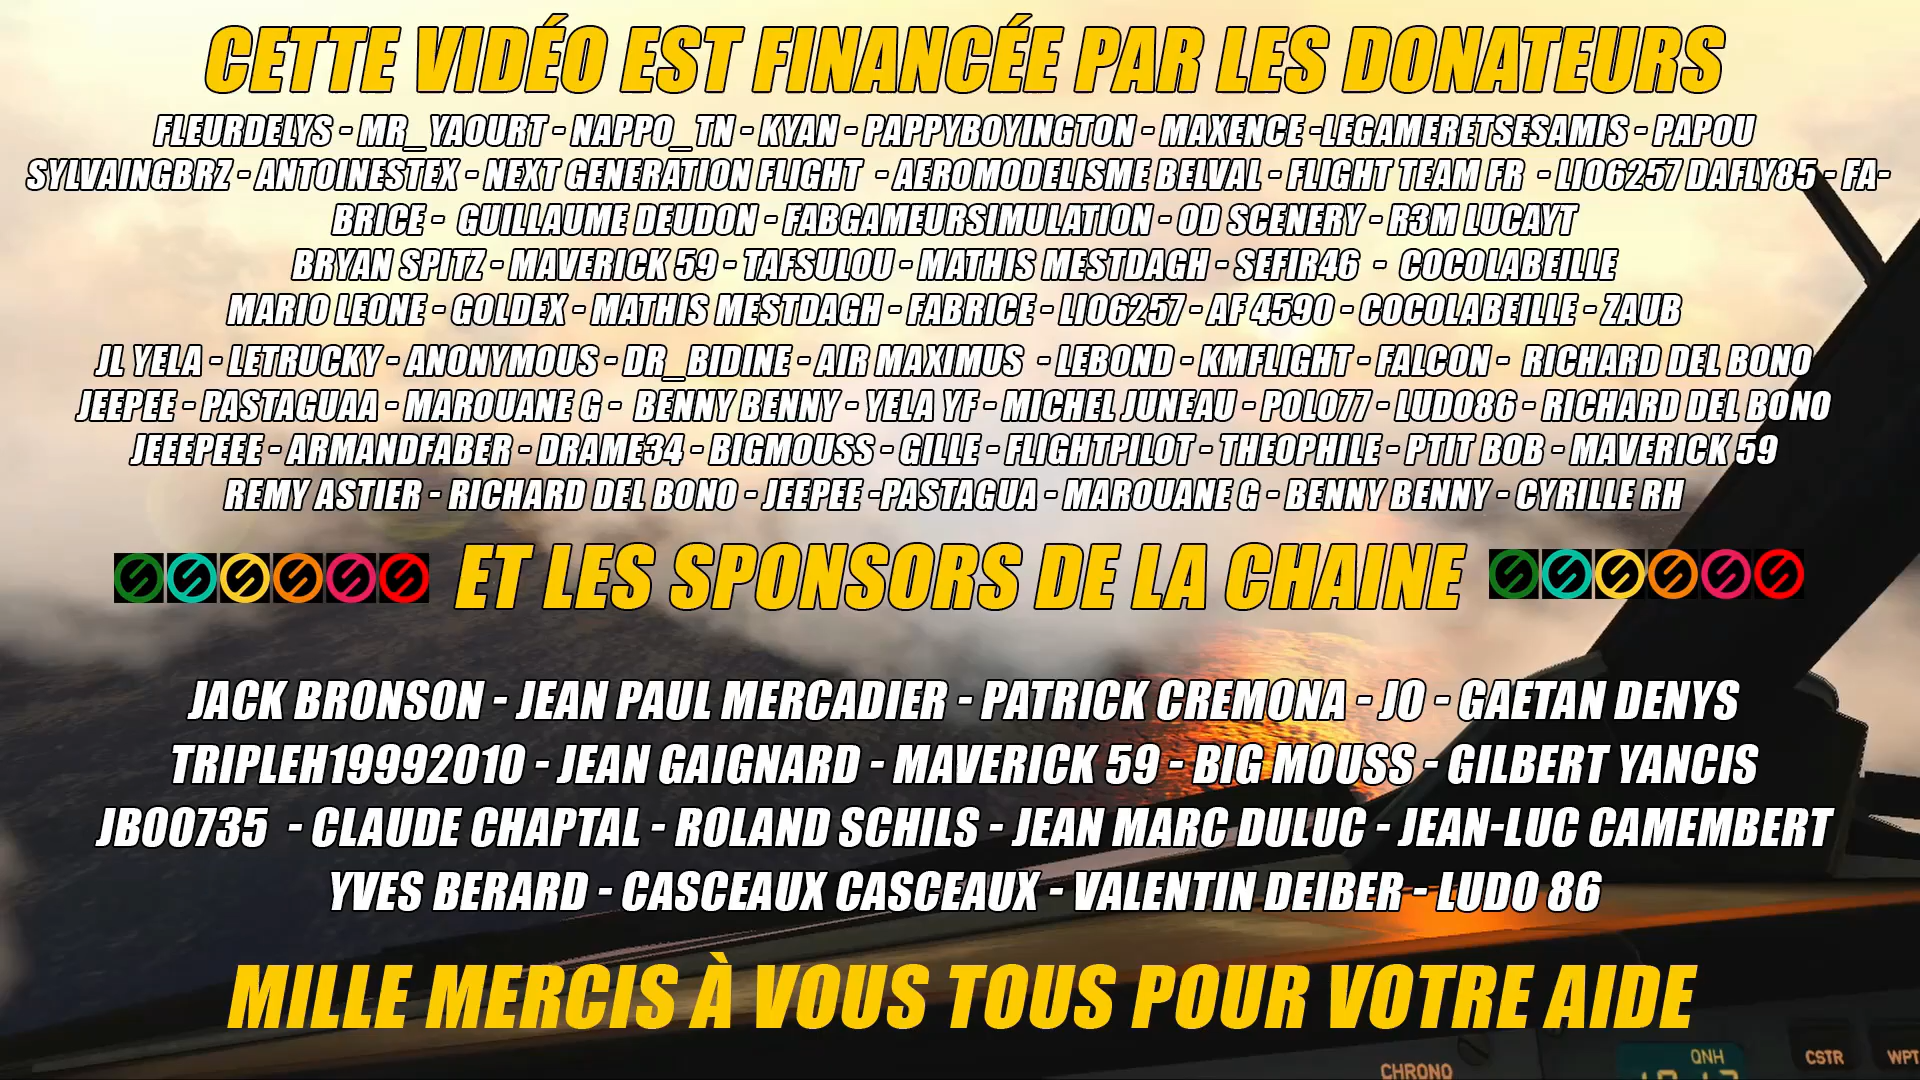 CETTE VIDÉO EST FINANCÉE PAR LES DONATEURS
FLEURDELYS - MR_YAOURT - NAPPO_TN - KYAN - PAPPYBOYINGTON - MAXENCE -LEGAMERETSESAMIS - PAPOU
SYLVAINGBRZ - ANTOINESTEX - NEXT GENERATION FLIGHT - AEROMODELISME BELVAL - FLIGHT TEAM FR - LIO6257 DAFLY85 - FA-
BRICE - GUILLAUME DEUDON - FABGAMEURSIMULATION - OD SCENERY - R3M LUCAYT
BRYAN SPITZ - MAVERICK 59 - TAFSULOU - MATHIS MESTDAGH - SEFIR46 - COCOLABEILLE
MARIO LEONE - GOLDEX - MATHIS MESTDAGH - FABRICE - LIO6257 - AF 4590 - COCOLABEILLE - ZAUB
JL YELA - LETRUCKY - ANONYMOUS - DR_BIDINE - AIR MAXIMUS - LEBOND - KMFLIGHT - FALCON - RICHARD DEL BONO
JEEPEE - PASTAGUAA - MAROUANE G - BENNY BENNY - YELA YF - MICHEL JUNEAU - POLO77 - LUDO86 - RICHARD DEL BONO
JEEEPEEE - ARMANDFABER - DRAME34 - BIGMOUSS - GILLE - FLIGHTPILOT - THEOPHILE - PTIT BOB - MAVERICK 59
REMY ASTIER - RICHARD DEL BONO - JEEPEE -PASTAGUA - MAROUANE G - BENNY BENNY - CYRILLE RH
ET LES SPONSORS DE LA CHAINE
JACK BRONSON - JEAN PAUL MERCADIER - PATRICK CREMONA - JO - GAETAN DENYS
TRIPLEH19992010 - JEAN GAIGNARD - MAVERICK 59 - BIG MOUSS - GILBERT YANCIS
JB00735 - CLAUDE CHAPTAL - ROLAND SCHILS - JEAN MARC DULUC - JEAN-LUC CAMEMBERT
YVES BERARD - CASCEAUX CASCEAUX - VALENTIN DEIBER - LUDO 86
MILLE MERCIS À VOUS TOUS POUR VOTRE AIDE
CHRONO
QNH
CSTR
WPT